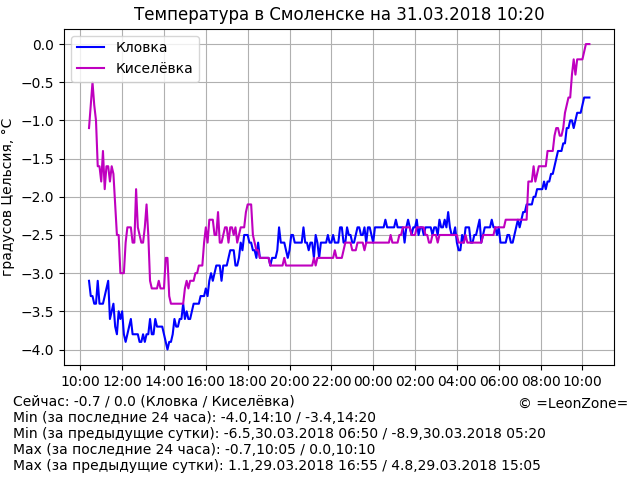 Температура в Смоленске на 31.03.2018 10:20
градусов Цельсия, °C
Кловка
Киселёвка
0.0
−0.5
−1.0
−1.5
−2.0
−2.5
−3.0
−3.5
−4.0
10:00 12:00 14:00 16:00 18:00 20:00 22:00 00:00 02:00 04:00 06:00 08:00 10:00
Сейчас: -0.7 / 0.0 (Кловка / Киселёвка)
© =LeonZone=
Min (за последние 24 часа): -4.0,14:10 / -3.4,14:20
Min (за предыдущие сутки): -6.5,30.03.2018 06:50 / -8.9,30.03.2018 05:20
Max (за последние 24 часа): -0.7,10:05 / 0.0,10:10
Max (за предыдущие сутки): 1.1,29.03.2018 16:55 / 4.8,29.03.2018 15:05